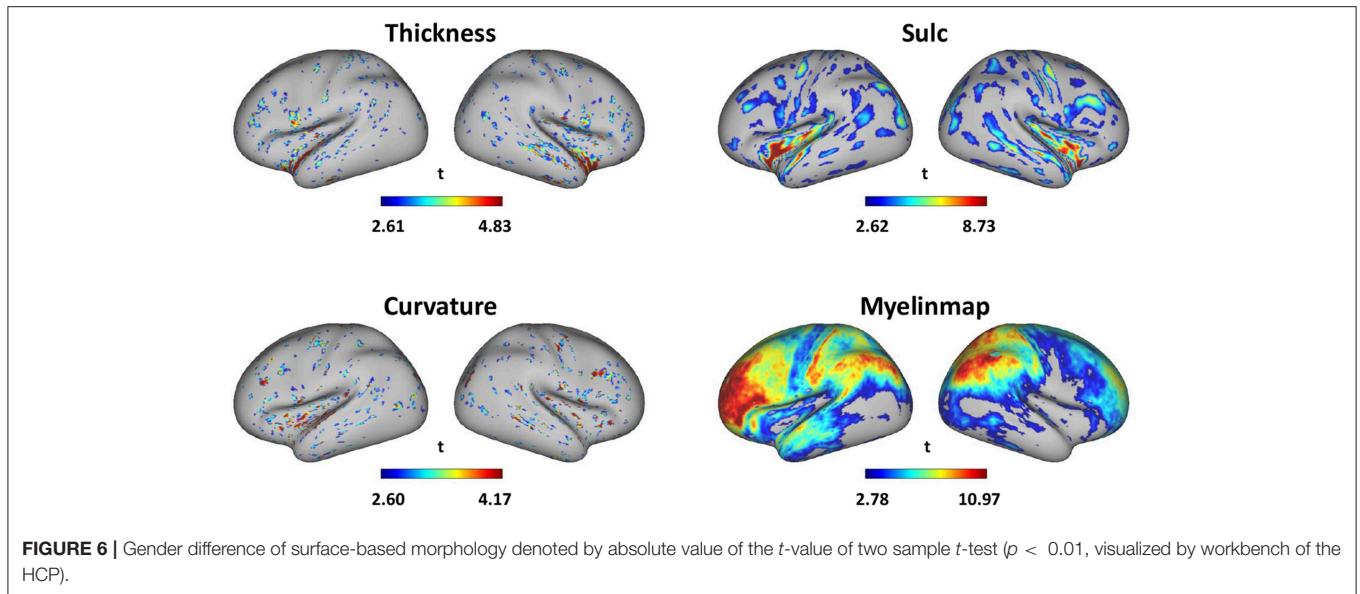 Thickness
Sulc
t
2.61 4.83
t
2.62 8.73
Curvature
Myelinmap
t
2.60 4.17
t
2.78 10.97
FIGURE 6 | Gender difference of surface-based morphology denoted by absolute value of the t-value of two sample t-test (p < 0.01, visualized by workbench of the
HCP).